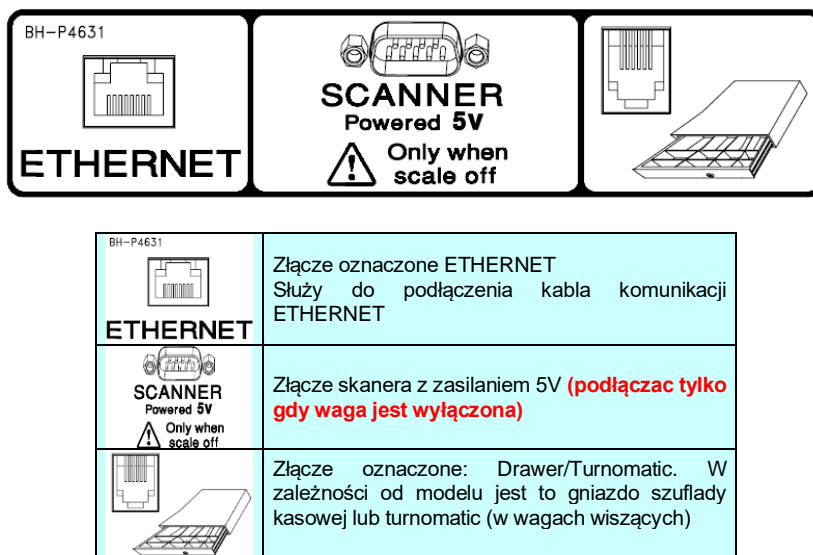 BH-P4631
ETHERNET
SCANNER
Powered 5V
Only when
scale off
BH-P4631
ETHERNET
Złącze oznaczone ETHERNET
Służy do podłączenia kabla komunikacji
ETHERNET
SCANNER
Powered 5V
Only when
scale off
Złącze skanera z zasilaniem 5V (podłączac tylko
gdy waga jest wyłączona)
Złącze oznaczone: Drawer/Turnomatic. W
zależności od modelu jest to gniazdo szuflady
kasowej lub turnomatic (w wagach wiszących)